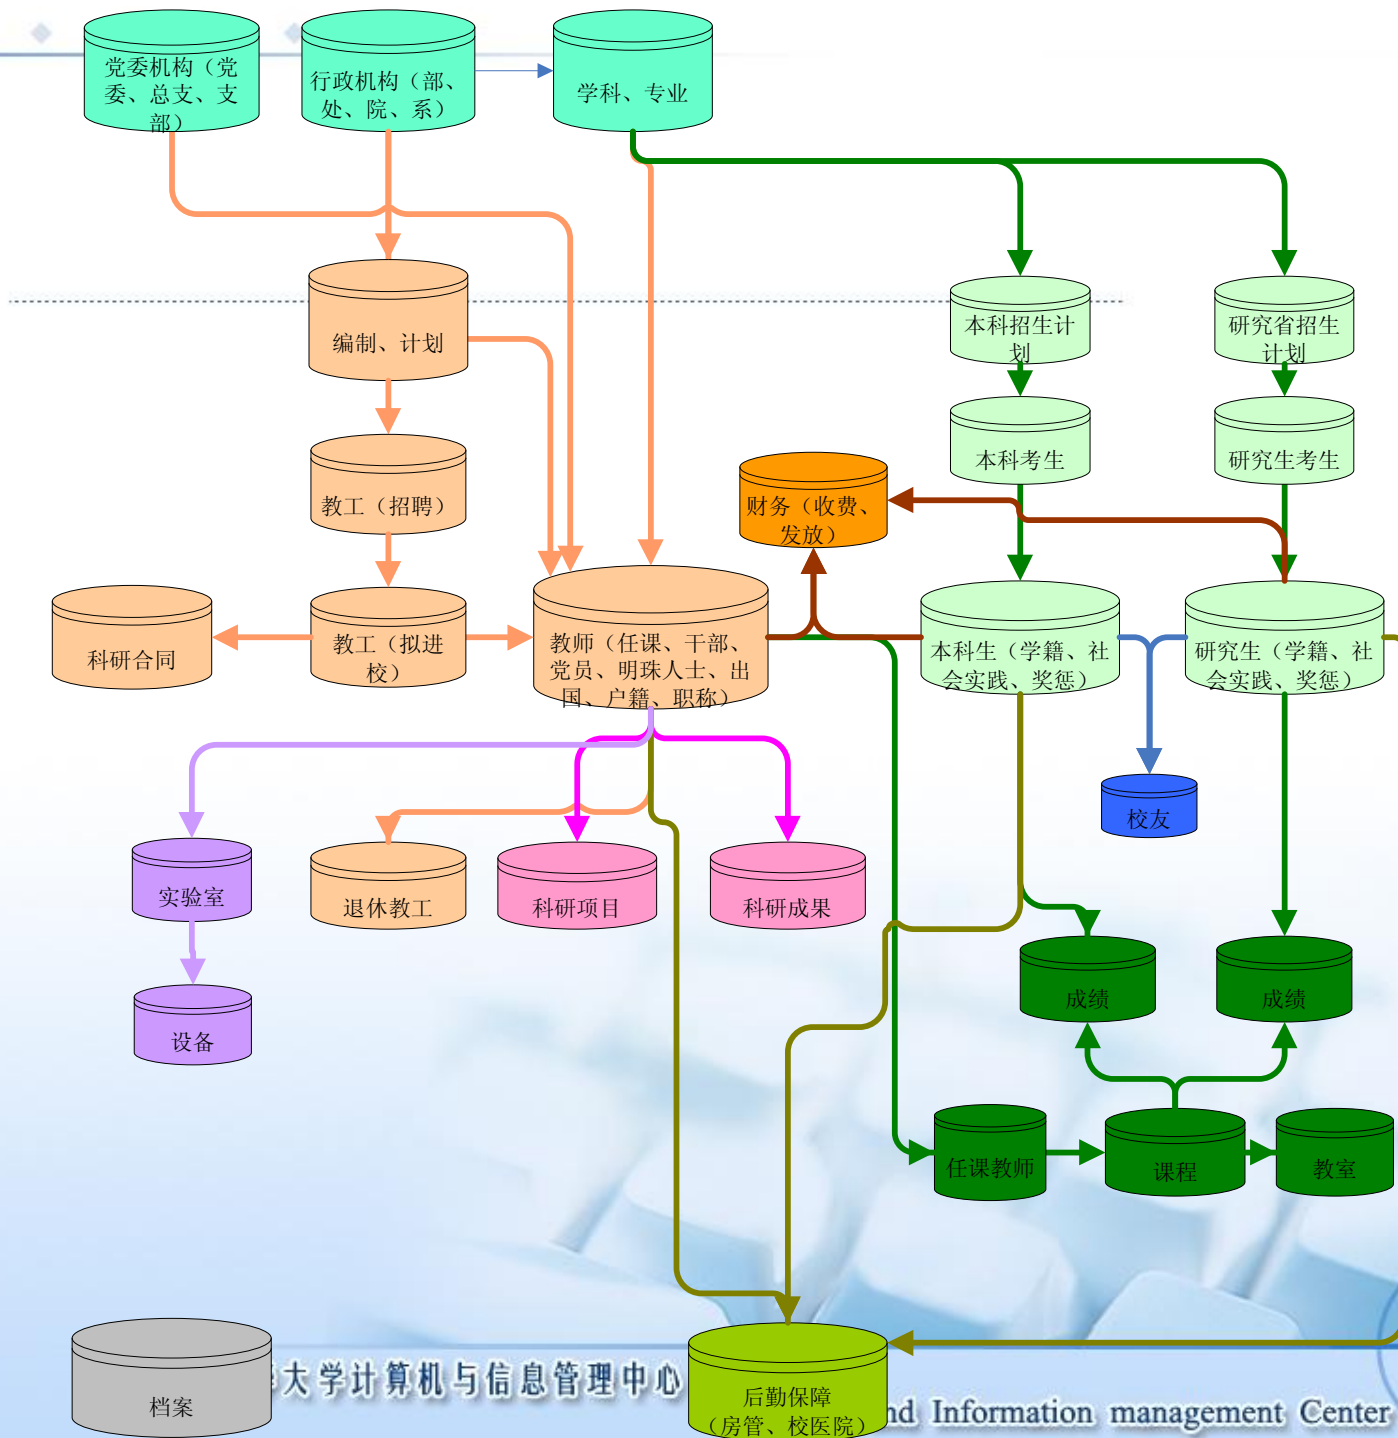 党委机构（党
委、总支、支
部）
行政机构（部、
处、院、系）
学科、专业
编制、计划
本科招生计
划
研究省招生
计划
教工（招聘）
本科考生
研究生考生
财务（收费、
发放）
科研合同
教工（拟进
校）
教师（任课、干部、
党员、明珠人士、出
国、户籍、职称）
本科生（学籍、社
会实践、奖惩）
研究生（学籍、社
会实践、奖惩）
校友
实验室
退休教工
科研项目
科研成果
设备
成绩
成绩
任课教师
课程
教室
档案
大学计算机与信息管理中心
后勤保障
（房管、校医院）
nd Information management Center